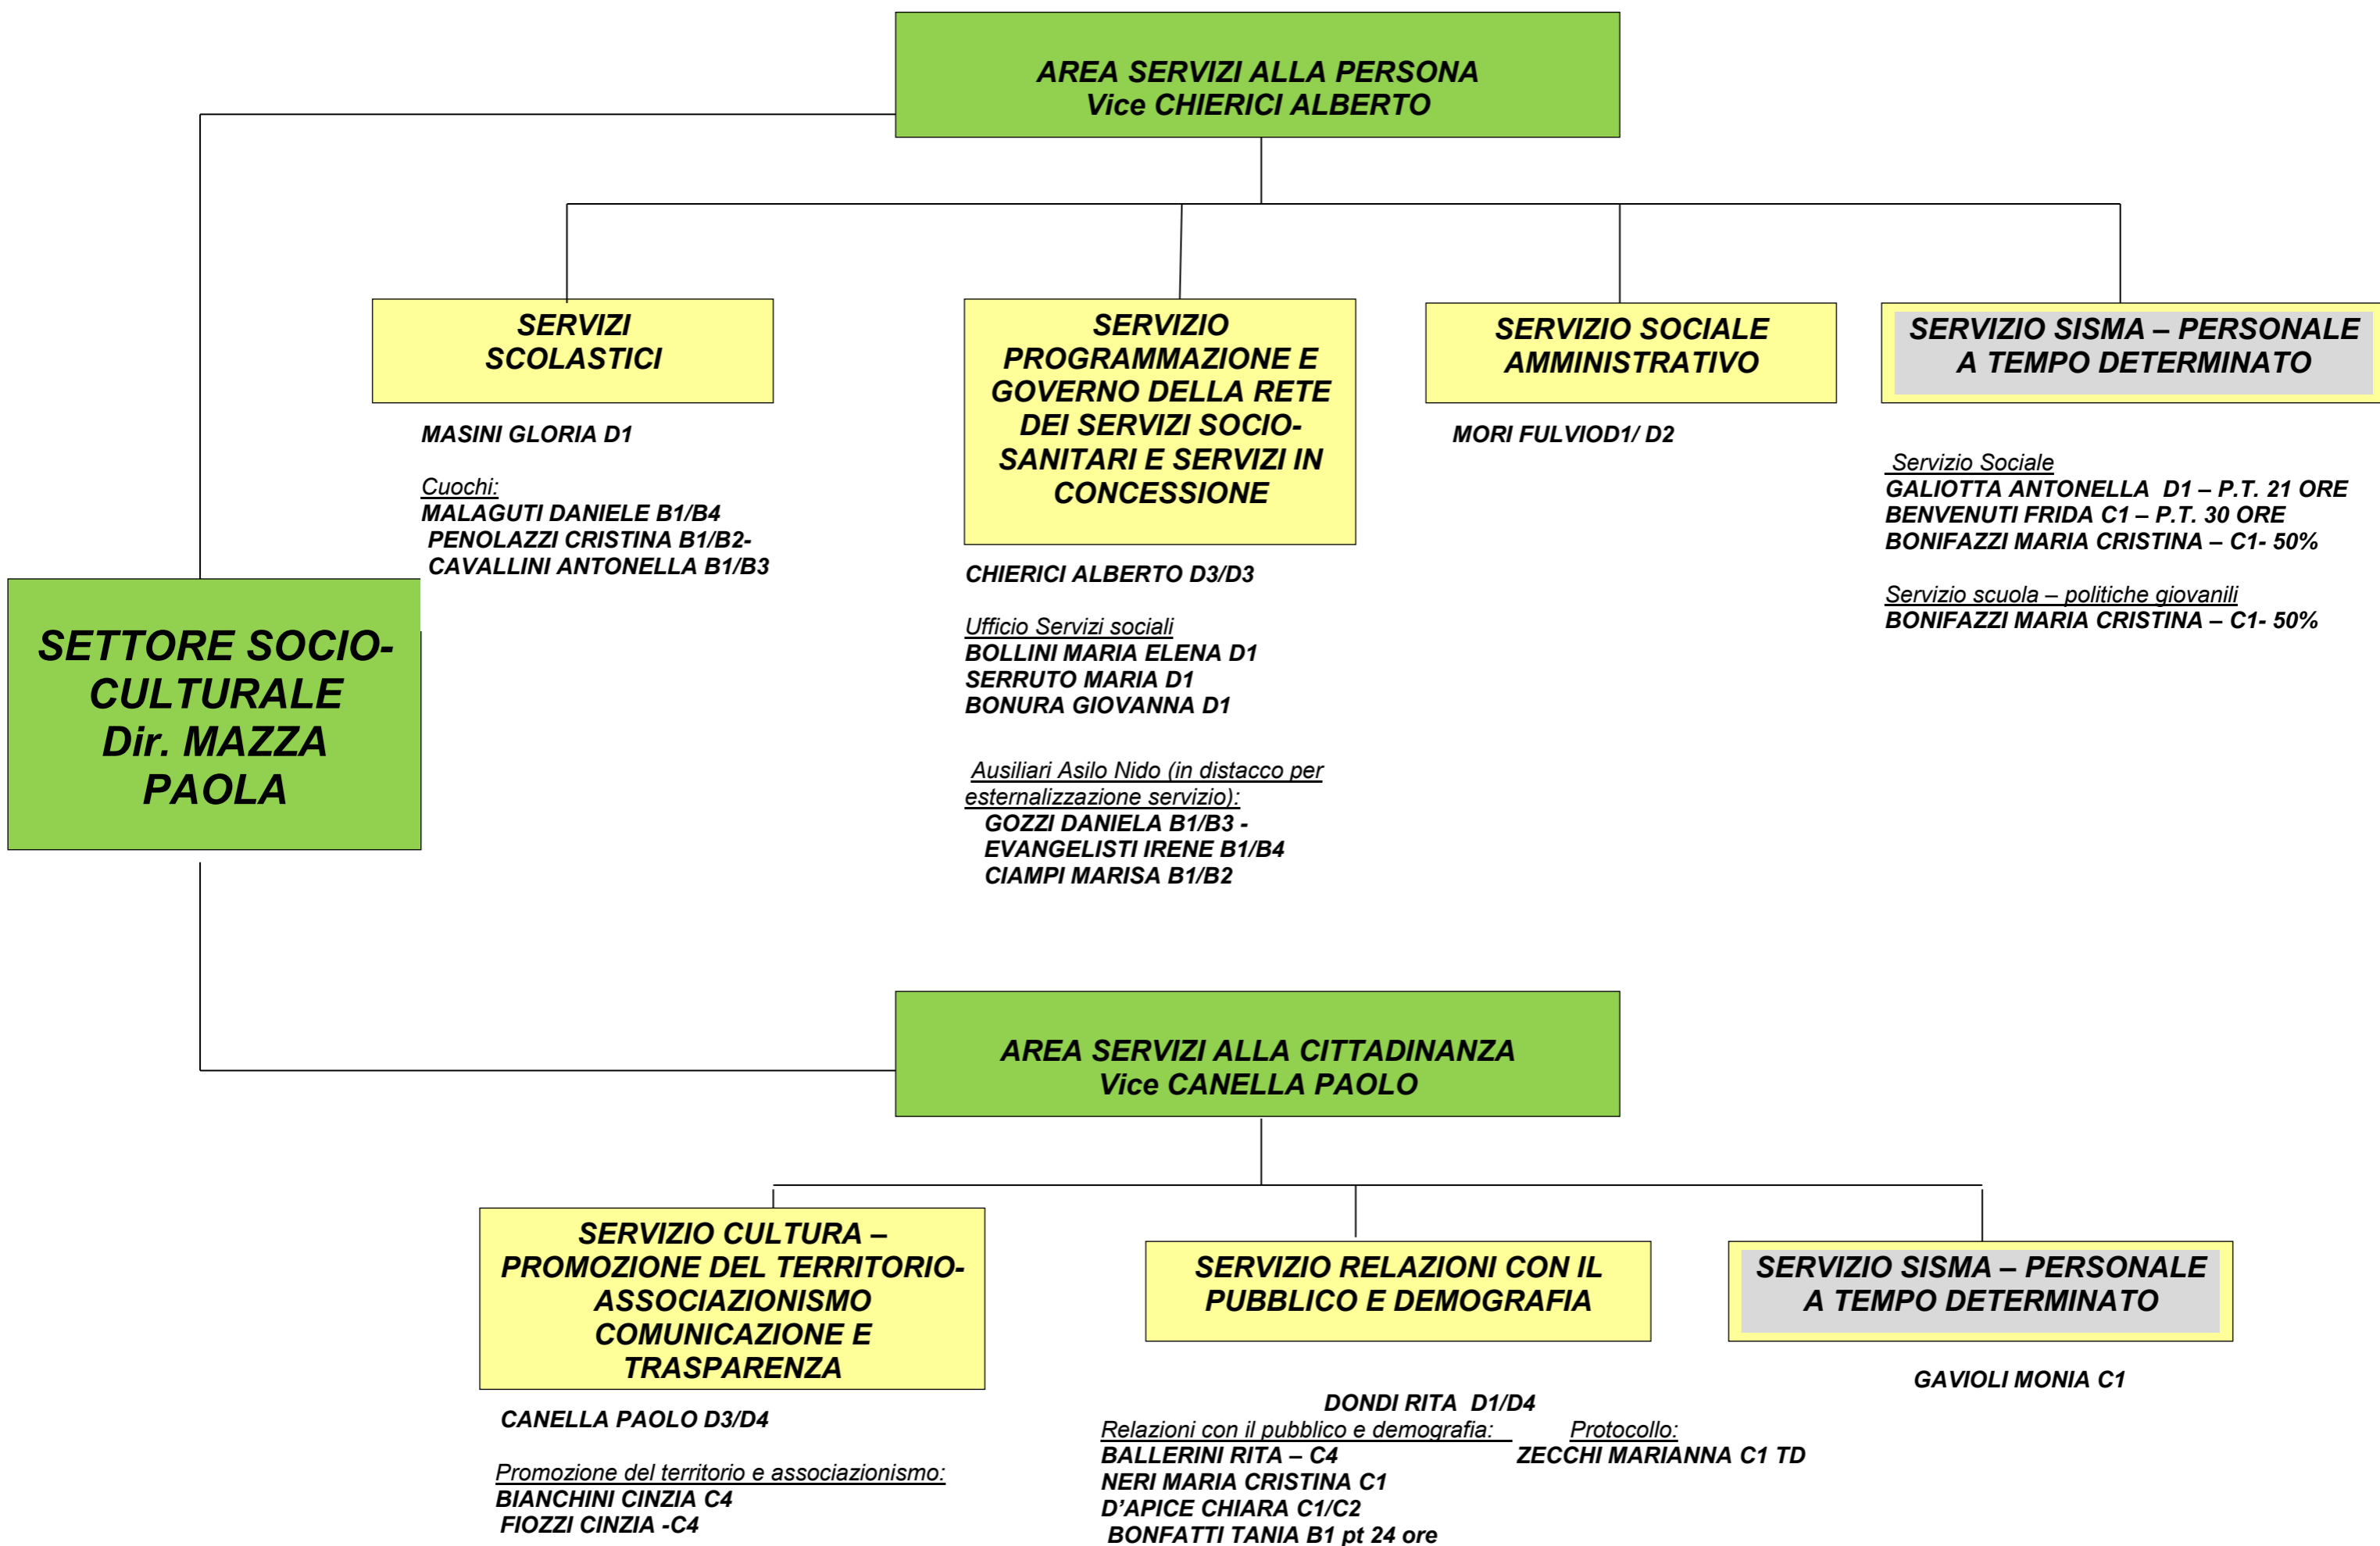 AREA SERVIZI ALLA PERSONA
Vice CHIERICI ALBERTO
SERVIZI
SCOLASTICI
MASINI GLORIA D1
Cuochi:
MALAGUTI DANIELE B1/B4
PENOLAZZI CRISTINA B1/B2-
CAVALLINI ANTONELLA B1/B3
SERVIZIO
PROGRAMMAZIONE E
GOVERNO DELLA RETE
DEI SERVIZI SOCIO-
SANITARI E SERVIZI IN
CONCESSIONE
CHIERICI ALBERTO D3/D3
Ufficio Servizi sociali
BOLLINI MARIA ELENA D1
SERRUTO MARIA D1
BONURA GIOVANNA D1
Ausiliari Asilo Nido (in distacco per
esternalizzazione servizio):
GOZZI DANIELA B1/B3 -
EVANGELISTI IRENE B1/B4
CIAMPI MARISA B1/B2
SERVIZIO SOCIALE
AMMINISTRATIVO
MORI FULVIOD1/ D2
SERVIZIO SISMA – PERSONALE
A TEMPO DETERMINATO
Servizio Sociale
GALIOTTA ANTONELLA D1 – P.T. 21 ORE
BENVENUTI FRIDA C1 – P.T. 30 ORE
BONIFAZZI MARIA CRISTINA – C1- 50%
Servizio scuola – politiche giovanili
BONIFAZZI MARIA CRISTINA – C1- 50%
SETTORE SOCIO-
CULTURALE
Dir. MAZZA
PAOLA
AREA SERVIZI ALLA CITTADINANZA
Vice CANELLA PAOLO
SERVIZIO CULTURA –
PROMOZIONE DEL TERRITORIO-
ASSOCIAZIONISMO
COMUNICAZIONE E
TRASPARENZA
CANELLA PAOLO D3/D4
Promozione del territorio e associazionismo:
BIANCHINI CINZIA C4
FIOZZI CINZIA -C4
SERVIZIO RELAZIONI CON IL
PUBBLICO E DEMOGRAFIA
DONDI RITA D1/D4
Relazioni con il pubblico e demografia: Protocollo:
BALLERINI RITA – C4 ZECCHI MARIANNA C1 TD
NERI MARIA CRISTINA C1
D’APICE CHIARA C1/C2
BONFATTI TANIA B1 pt 24 ore
SERVIZIO SISMA – PERSONALE
A TEMPO DETERMINATO
GAVIOLI MONIA C1